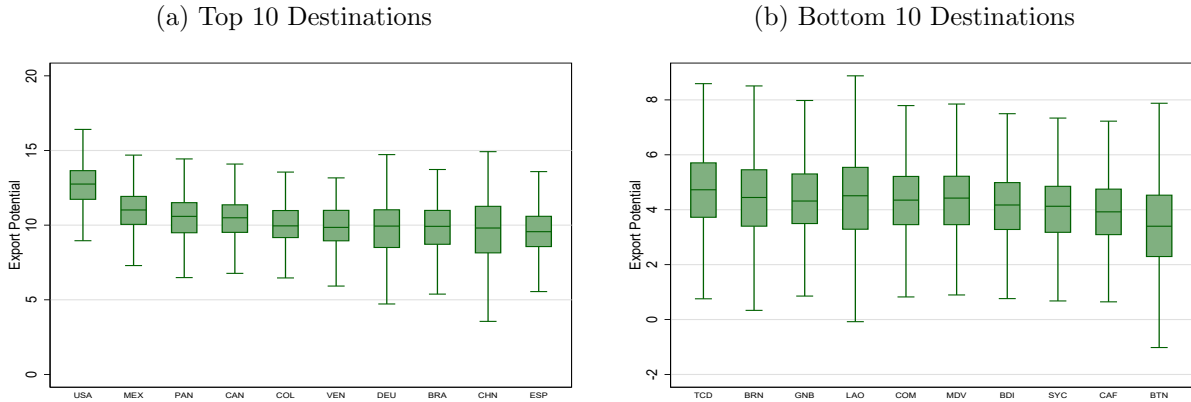 (a) Top 10 Destinations
Export Potential
20
15
10
5
0
USA MEX PAN CAN COL VEN DEU BRA CHN ESP
(b) Bottom 10 Destinations
Export Potential
8
6
4
2
0
-2
TCD BRN GNB LAO COM MDV BDI SYC CAF BTN